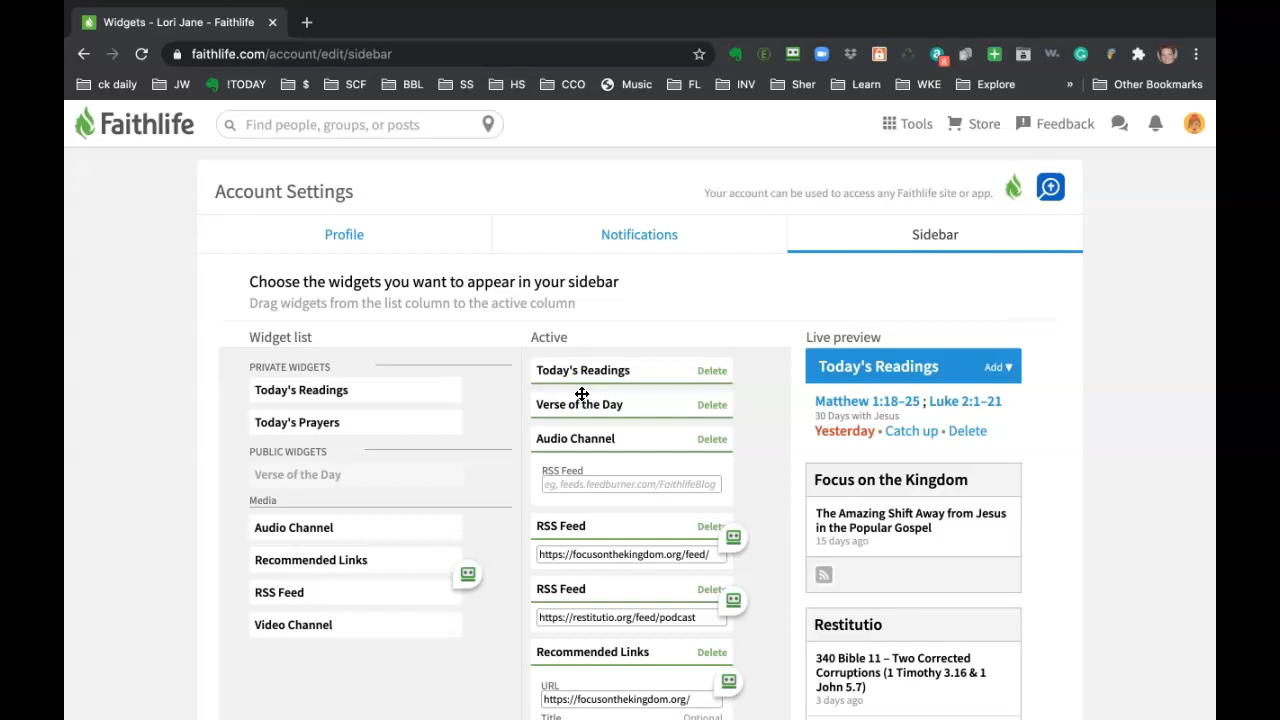 Widgets - Lori Jane - Faithlife
faithlife.com/account/edit/sidebar
8
ck daily JW !TODAY $ SCF BBL SS HS CCO Music FL INV Sher Learn WKE Explore » Other Bookmarks
Faithlife
Find people, groups, or posts
Tools Store Feedback
Account Settings
Your account can be used to access any Faithlife site or app.
Profile Notifications Sidebar
Choose the widgets you want to appear in your sidebar
Drag widgets from the list column to the active column
Widget list
PRIVATE WIDGETS
Today's Readings
Today's Prayers
PUBLIC WIDGETS
Verse of the Day
Media
Audio Channel
Recommended Links
RSS Feed
Video Channel
Active
Today's Readings Delete
Verse of the Day Delete
Audio Channel Delete
RSS Feed
eg, feeds.feedburner.com/FaithlifeBlog
RSS Feed Delete
https://focusonthekingdom.org/feed/
RSS Feed Delete
https://restitutio.org/feed/podcast
Recommended Links Delete
URL
https://focusonthekingdom.org/
Title Optional
Live preview
Today's Readings Add ▼
Matthew 1:18–25 ; Luke 2:1–21
30 Days with Jesus
Yesterday • Catch up • Delete
Focus on the Kingdom
The Amazing Shift Away from Jesus
in the Popular Gospel
15 days ago
Restitutio
340 Bible 11 – Two Corrected
Corruptions (1 Timothy 3.16 & 1
John 5.7)
3 days ago